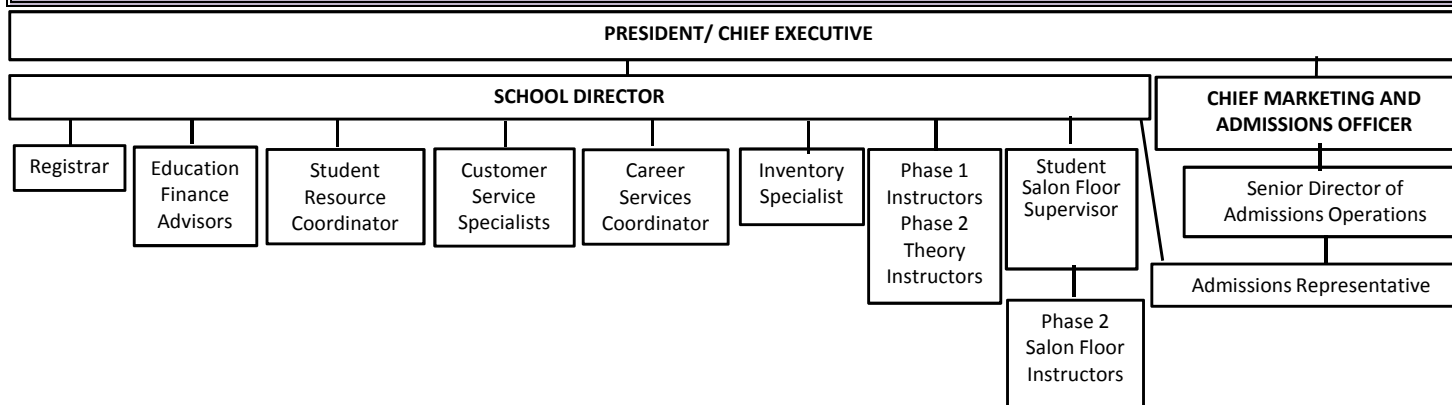 PRESIDENT/ CHIEF EXECUTIVE
SCHOOL DIRECTOR
CHIEF MARKETING AND
ADMISSIONS OFFICER
Registrar
Education
Finance
Advisors
Student
Resource
Coordinator
Customer
Service
Specialists
Career
Services
Coordinator
Inventory
Specialist
Phase 1
Instructors
Phase 2
Theory
Instructors
Student
Salon Floor
Supervisor
Senior Director of
Admissions Operations
Admissions Representative
Phase 2
Salon Floor
Instructors